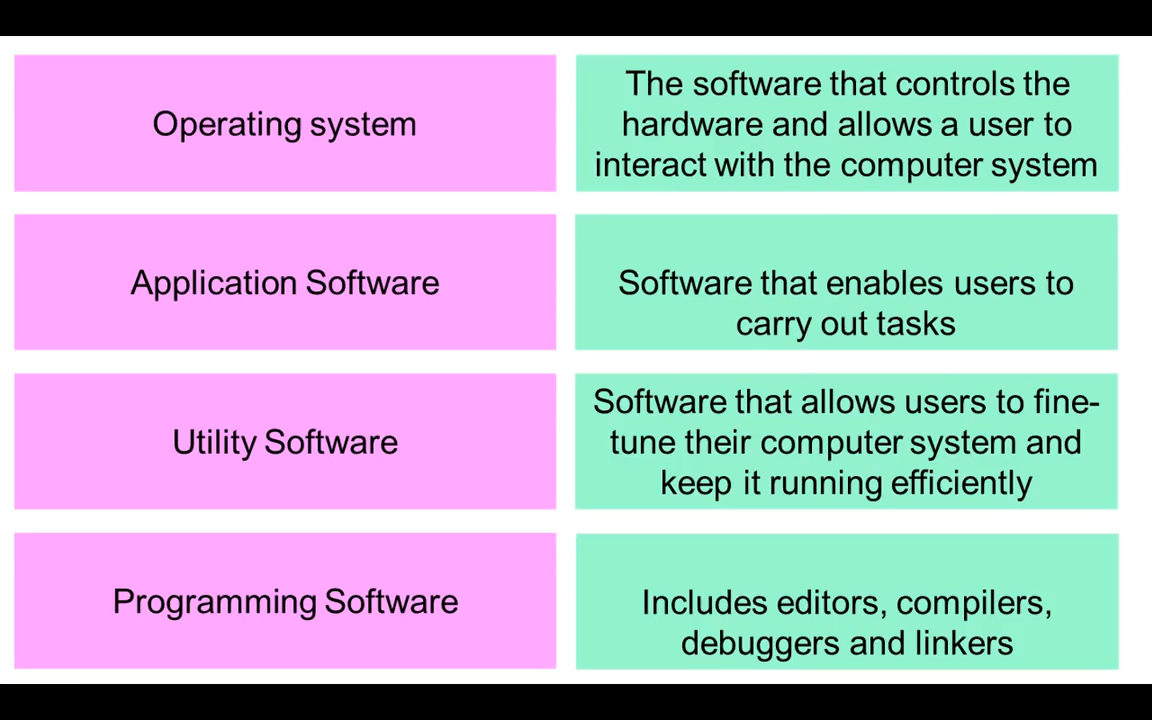 Operating system
The software that controls the
hardware and allows a user to
interact with the computer system
Application Software
Software that enables users to
carry out tasks
Utility Software
Software that allows users to fine-
tune their computer system and
keep it running efficiently
Programming Software
Includes editors, compilers,
debuggers and linkers